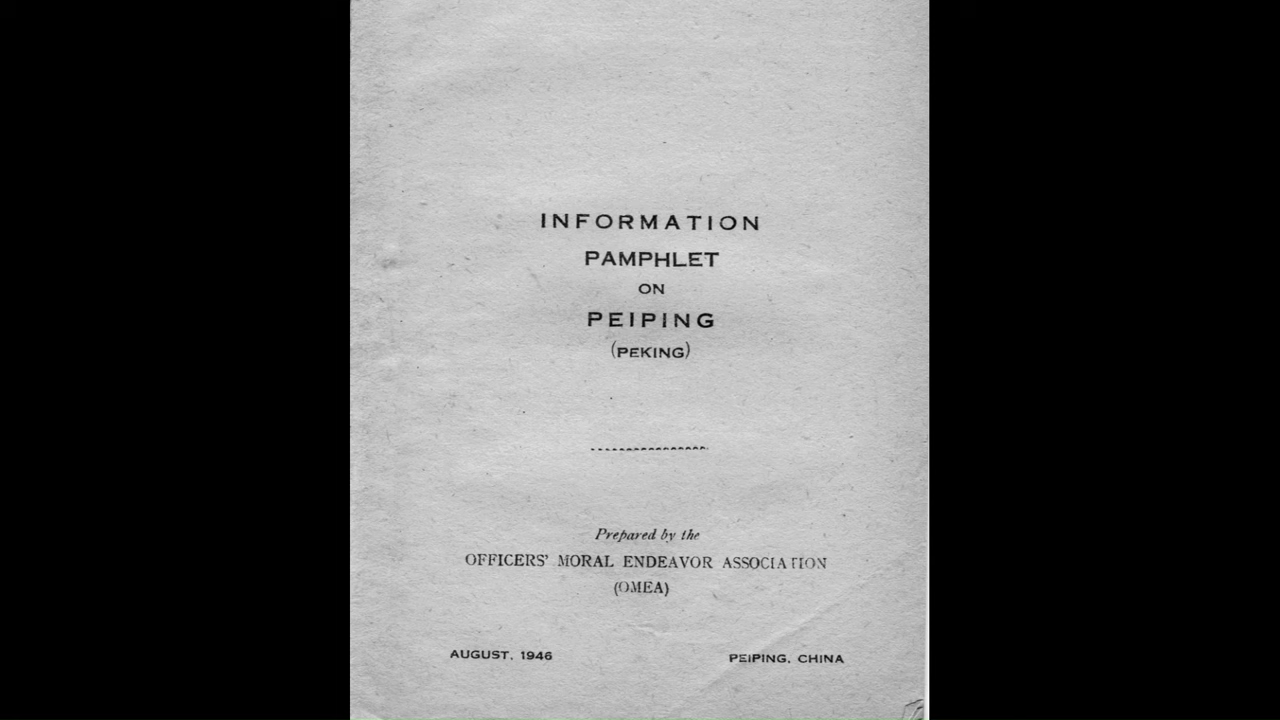 INFORMATION
PAMPHLET
ON
PEIPING
(PEKING)
Prepared by the
OFFICERS' MORAL ENDEAVOR ASSOCIATION
(OMEA)
AUGUST, 1946 PEIPING, CHINA